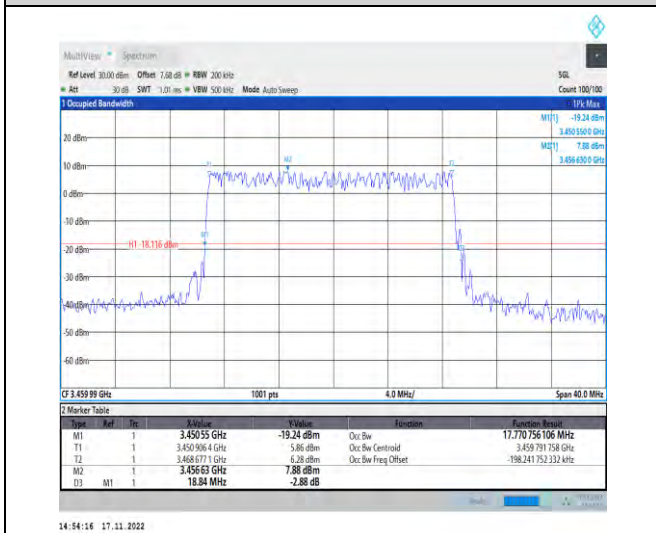 MultiView Spectrum
Ref Level 30.00 dBm Offset 7.68 dB RBW 200 kHz SGL
Att 30 dB SWT 1.01 ms VBW 500 kHz Mode Auto Sweep Count 100/100
1 Occupied Bandwidth 1Pk Max
M1[1] -19.24 dBm
3.450 5500 GHz
M2[1] 7.88 dBm
3.456 6300 GHz
20 dBm
10 dBm
0 dBm
-10 dBm
-20 dBm
-30 dBm
-40 dBm
-50 dBm
-60 dBm
T1
M2
T2
M1
H1 -18.116 dBm
CF 3.459 99 GHz 1001 pts 4.0 MHz/ Span 40.0 MHz
2 Marker Table
Type Ref Trc X-Value Y-Value Function Function Result
M1 1 3.450 55 GHz -19.24 dBm Occ Bw 17.770 756 106 MHz
T1 1 3.450 906 4 GHz 5.86 dBm Occ Bw Centroid 3.459 791 758 GHz
T2 1 3.468 677 1 GHz 6.28 dBm Occ Bw Freq Offset -198.241 752 332 kHz
M2 1 3.456 63 GHz 7.88 dBm
D3 M1 1 18.84 MHz -2.88 dB
14:54:16 17.11.2022